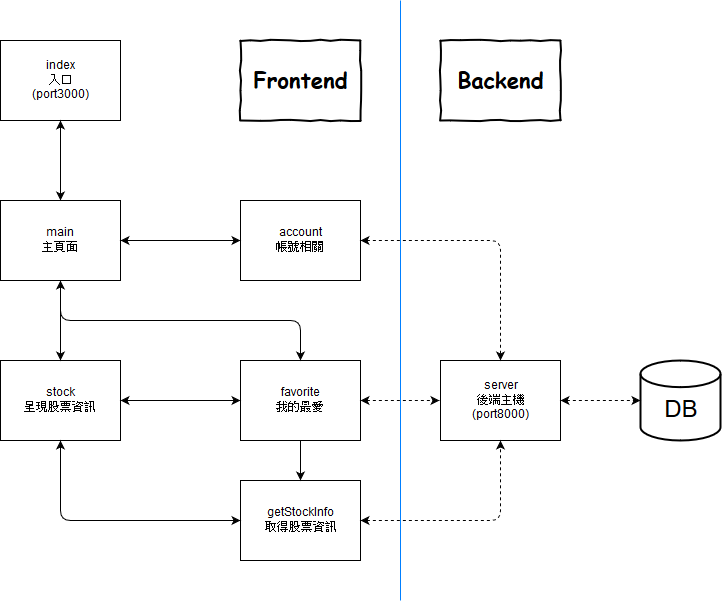 index
入口
(port3000)
Frontend
Backend
main
主頁面
account
帳號相關
stock
呈現股票資訊
favorite
我的最愛
server
後端主機
(port8000)
DB
getStockInfo
取得股票資訊